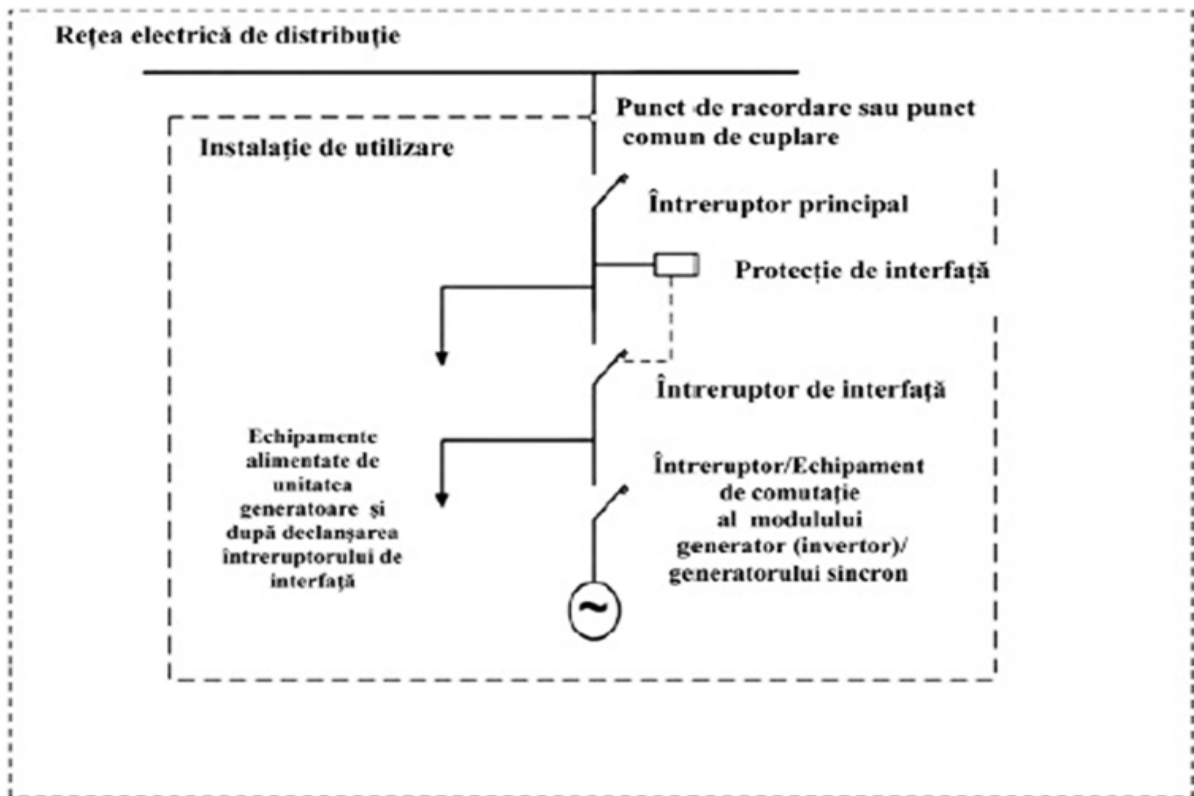 Rețea electrică de distribuție
Punct de racordare sau punct
comun de cuplare
Instalație de utilizare
Întreruptor principal
Protecție de interfață
Întreruptor de interfață
Echipamente
alimentate de
unitatea
generatoare și
după declanșarea
întreruptorului de
interfață
Întreruptor/Echipament
de comutație
al modulului
generator (invertor)/
generatorului sincron
~